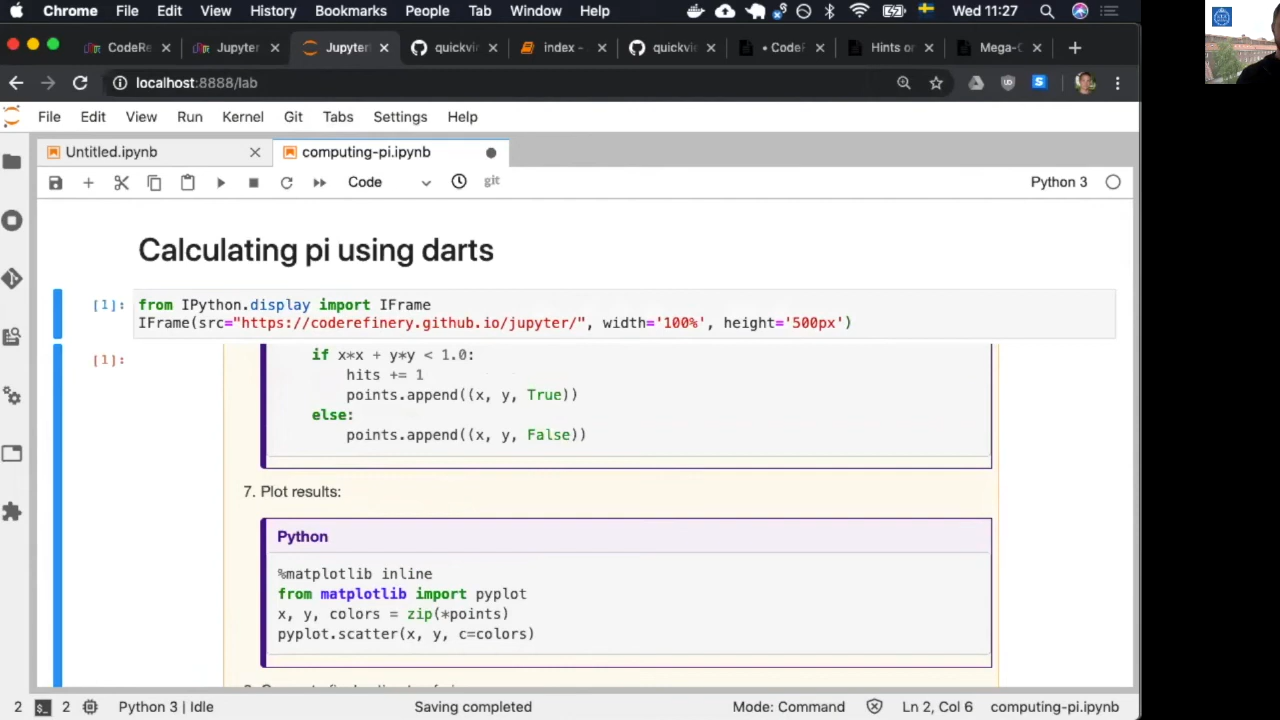 Chrome File Edit View History Bookmarks People Tab Window Help Wed 11:27
CodeRe Jupyter Jupyter quickvi index - quickvie • CodeF Hints or Mega-C
localhost:8888/lab
File Edit View Run Kernel Git Tabs Settings Help
Untitled.ipynb computing-pi.ipynb
Code git Python 3
Calculating pi using darts
[1]: from IPython.display import IFrame
IFrame(src="https://coderefinery.github.io/jupyter/", width='100%', height='500px')
[1]:
if x*x + y*y < 1.0:
hits += 1
points.append((x, y, True))
else:
points.append((x, y, False))
7. Plot results:
Python
%matplotlib inline
from matplotlib import pyplot
x, y, colors = zip(*points)
pyplot.scatter(x, y, c=colors)
2 2 Python 3 | Idle Saving completed Mode: Command Ln 2, Col 6 computing-pi.ipynb